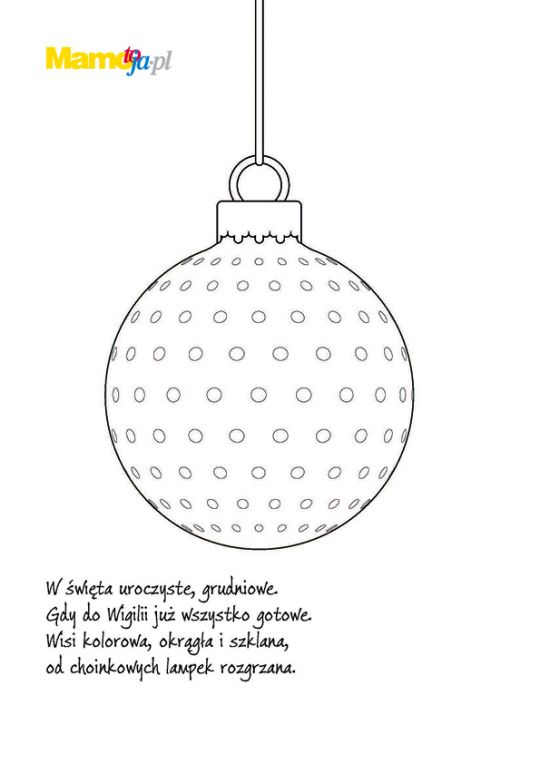 Mamotoja.pl
W święta uroczyste, grudniowe.
Gdy do Wigilii już wszystko gotowe.
Wisi kolorowa, okrągła i szklana,
od choinkowych lampek rozgrzana.